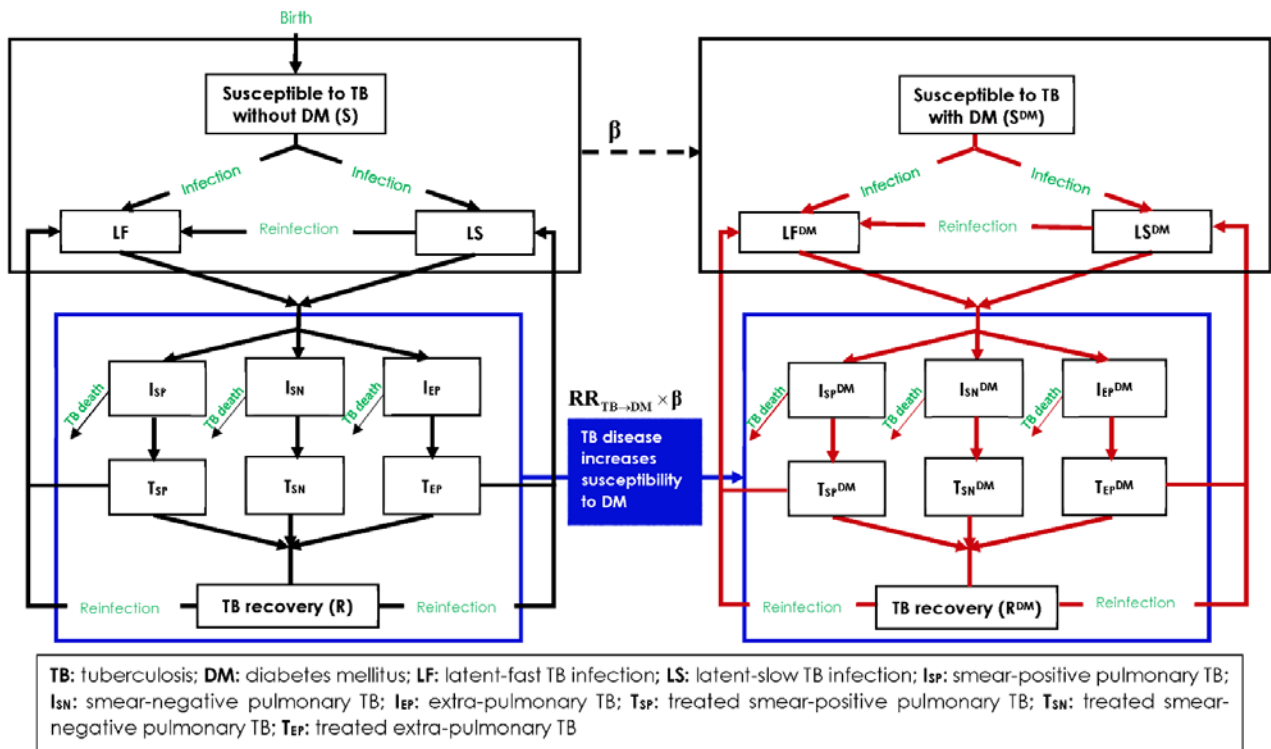 Birth
Susceptible to TB
without DM (S)
Susceptible to TB
with DM (S^DM)
β
Infection
Infection
Infection
Infection
LF
Reinfection
LS
LF^DM
Reinfection
LS^DM
I_SP
I_SN
I_EP
TB death
TB death
TB death
RR_TB→DM × β
TB disease
increases
susceptibility
to DM
I_SP^DM
I_SN^DM
I_EP^DM
TB death
TB death
TB death
T_SP
T_SN
T_EP
T_SP^DM
T_SN^DM
T_EP^DM
Reinfection
TB recovery (R)
Reinfection
Reinfection
TB recovery (R^DM)
Reinfection
TB: tuberculosis; DM: diabetes mellitus; LF: latent-fast TB infection; LS: latent-slow TB infection; I_SP: smear-positive pulmonary TB;
I_SN: smear-negative pulmonary TB; I_EP: extra-pulmonary TB; T_SP: treated smear-positive pulmonary TB; T_SN: treated smear-
negative pulmonary TB; T_EP: treated extra-pulmonary TB